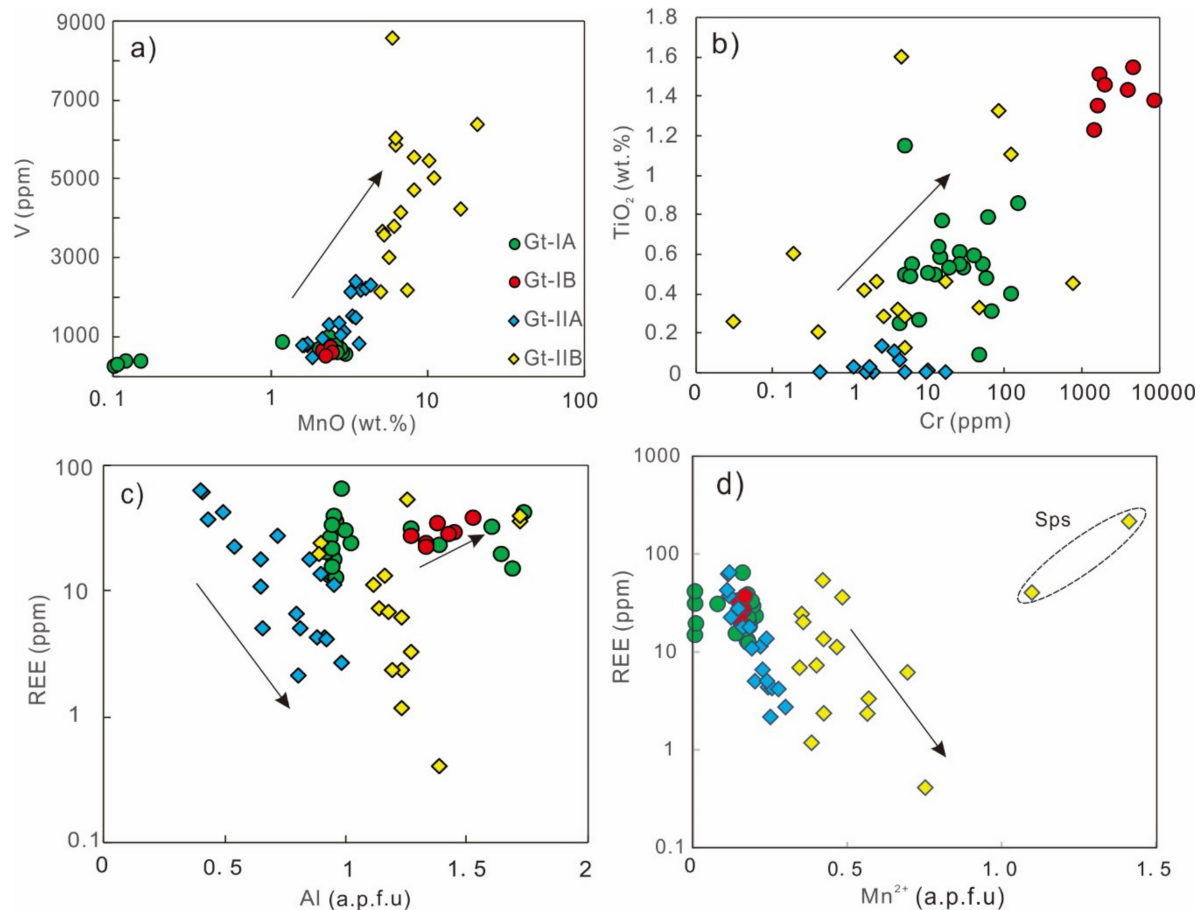 a)
9000
7000
5000
3000
1000
V (ppm)
0.1
1
10
100
MnO (wt.%)
Gt-IA
Gt-IB
Gt-IIA
Gt-IIB
b)
1.8
1.6
1.4
1.2
1
0.8
0.6
0.4
0.2
0
TiO₂ (wt.%)
0
0.1
1
10
100
1000
10000
Cr (ppm)
c)
100
10
1
0.1
REE (ppm)
0
0.5
1
1.5
2
Al (a.p.f.u)
d)
1000
100
10
1
0.1
REE (ppm)
Sps
0
0.5
1.0
1.5
Mn²⁺ (a.p.f.u)